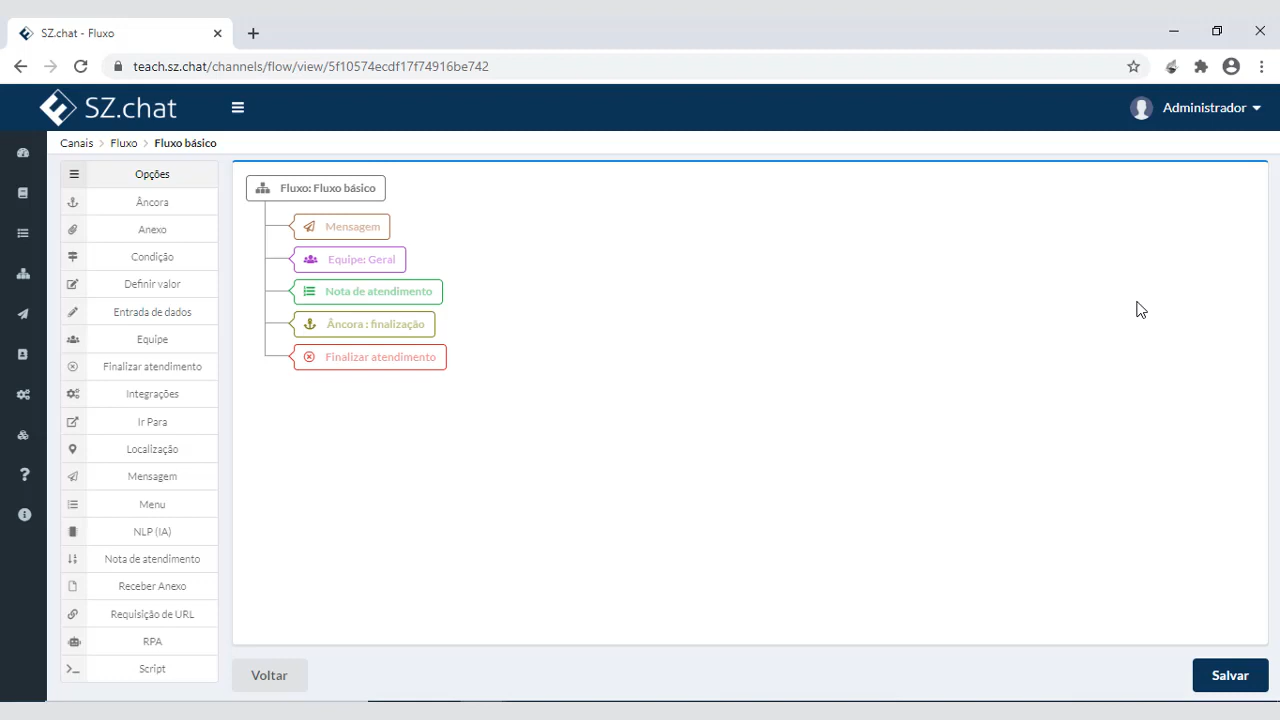 SZ.chat - Fluxo
teach.sz.chat/channels/flow/view/5f10574ecdf17f74916be742
SZ.chat
Administrador
Canais > Fluxo > Fluxo básico
Opções
Âncora
Anexo
Condição
Definir valor
Entrada de dados
Equipe
Finalizar atendimento
Integrações
Ir Para
Localização
Mensagem
Menu
NLP (IA)
Nota de atendimento
Receber Anexo
Requisição de URL
RPA
Script
Fluxo: Fluxo básico
Mensagem
Equipe: Geral
Nota de atendimento
Âncora : finalização
Finalizar atendimento
Voltar
Salvar